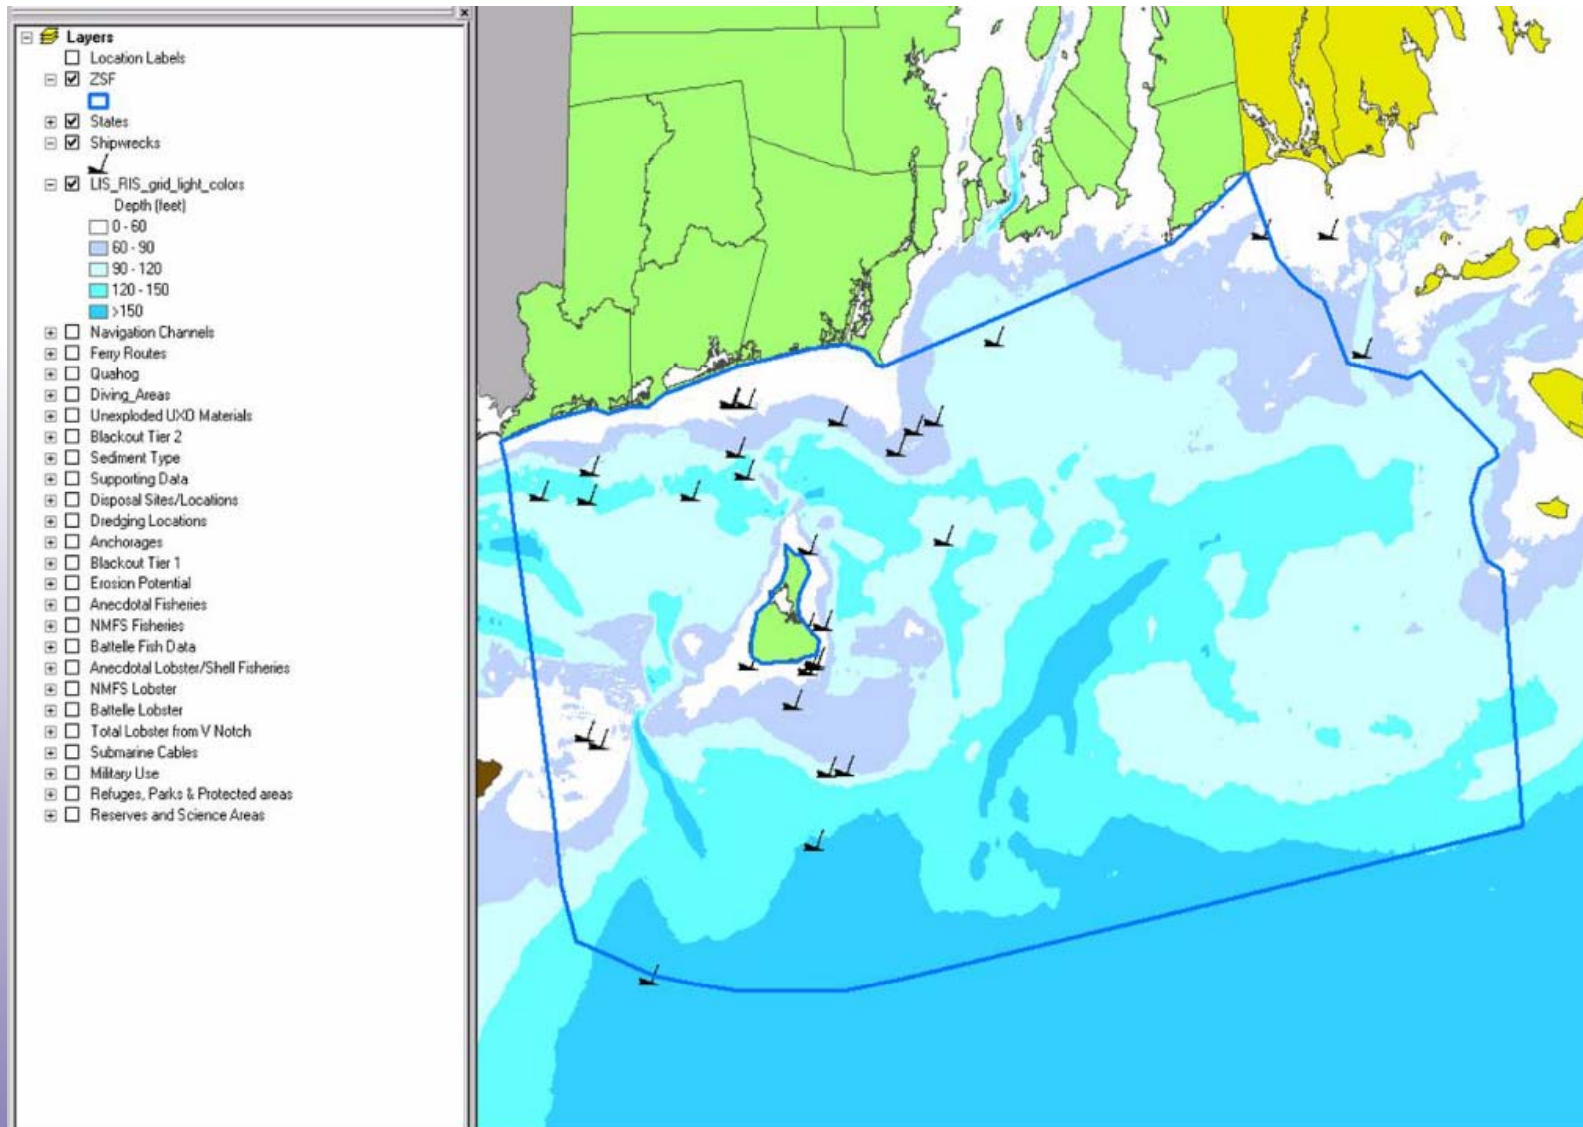 Layers
Location Labels
ZSF
States
Shipwrecks
LIS_RIS_grid_light_colors
Depth (feet)
0 - 60
60 - 90
90 - 120
120 - 150
>150
Navigation Channels
Ferry Routes
Quahog
Diving_Areas
Unexploded UXO Materials
Blackout Tier 2
Sediment Type
Supporting Data
Disposal Sites/Locations
Dredging Locations
Anchorages
Blackout Tier 1
Erosion Potential
Anecdotal Fisheries
NMFS Fisheries
Battelle Fish Data
Anecdotal Lobster/Shell Fisheries
NMFS Lobster
Battelle Lobster
Total Lobster from V Notch
Submarine Cables
Military Use
Refuges, Parks & Protected areas
Reserves and Science Areas